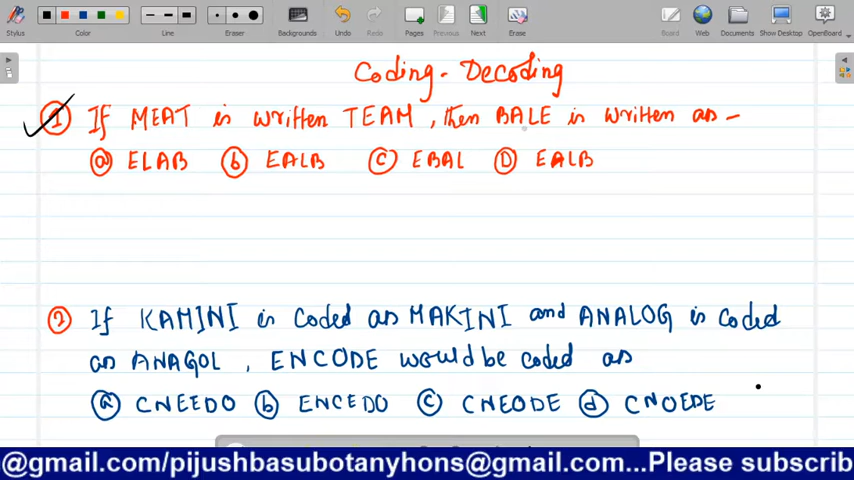 Stylus Color Line Eraser Backgrounds Undo Redo Pages Previous Next Erase Board Web Documents Show Desktop OpenBoard
Coding - Decoding
① If MEAT is written TEAM, then BALE is written as -
ⓐ ELAB ⓑ EALB ⓒ EBAL Ⓓ EALB
② If KAMINI is coded as MAKINI and ANALOG is coded
as ANAGOL, ENCODE would be coded as
ⓐ CNEEDO ⓑ ENCEDO ⓒ CNEODE ⓓ CNOEDE
@gmail.com/pijushbasubotanyhons@gmail.com...Please subscrib